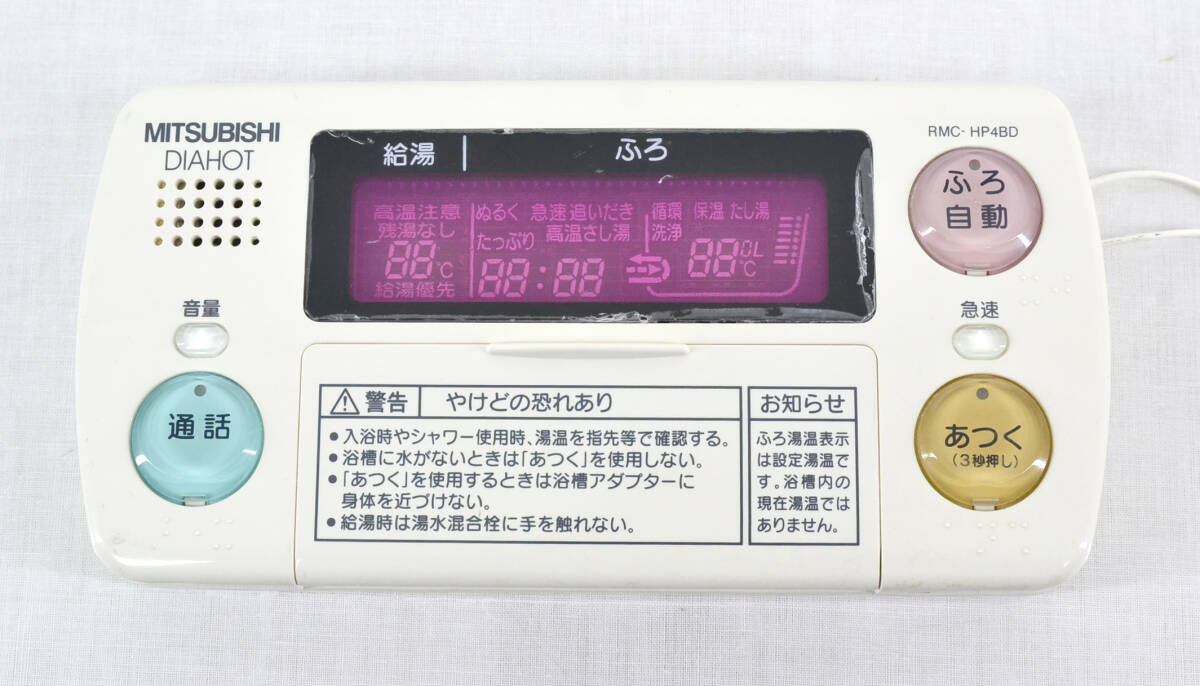 MITSUBISHI
DIAHOT
RMC- HP4BD
給湯
ふろ
高温注意
残湯なし
88℃
給湯優先
ぬるく 急速 追いだき
たっぷり 高温さし湯
88:88
循環 保温 たし湯
洗浄
880L
℃
ふろ
自動
音量
急速
通話
あつく
(3秒押し)
警告 やけどの恐れあり
●入浴時やシャワー使用時、湯温を指先等で確認する。
●浴槽に水がないときは「あつく」を使用しない。
●「あつく」を使用するときは浴槽アダプターに
身体を近づけない。
●給湯時は湯水混合栓に手を触れない。
お知らせ
ふろ湯温表示
は設定湯温で
す。浴槽内の
現在湯温では
ありません。